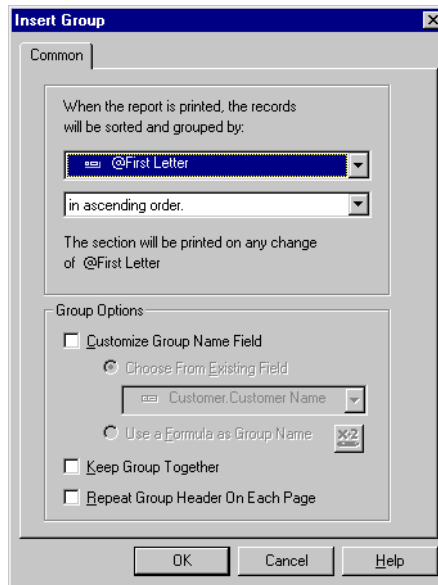 Insert Group
Common
When the report is printed, the records
will be sorted and grouped by:
@First Letter
in ascending order.
The section will be printed on any change
of @First Letter
Group Options
Customize Group Name Field
Choose From Existing Field
Customer.Customer Name
Use a Formula as Group Name
X·2
Keep Group Together
Repeat Group Header On Each Page
OK
Cancel
Help